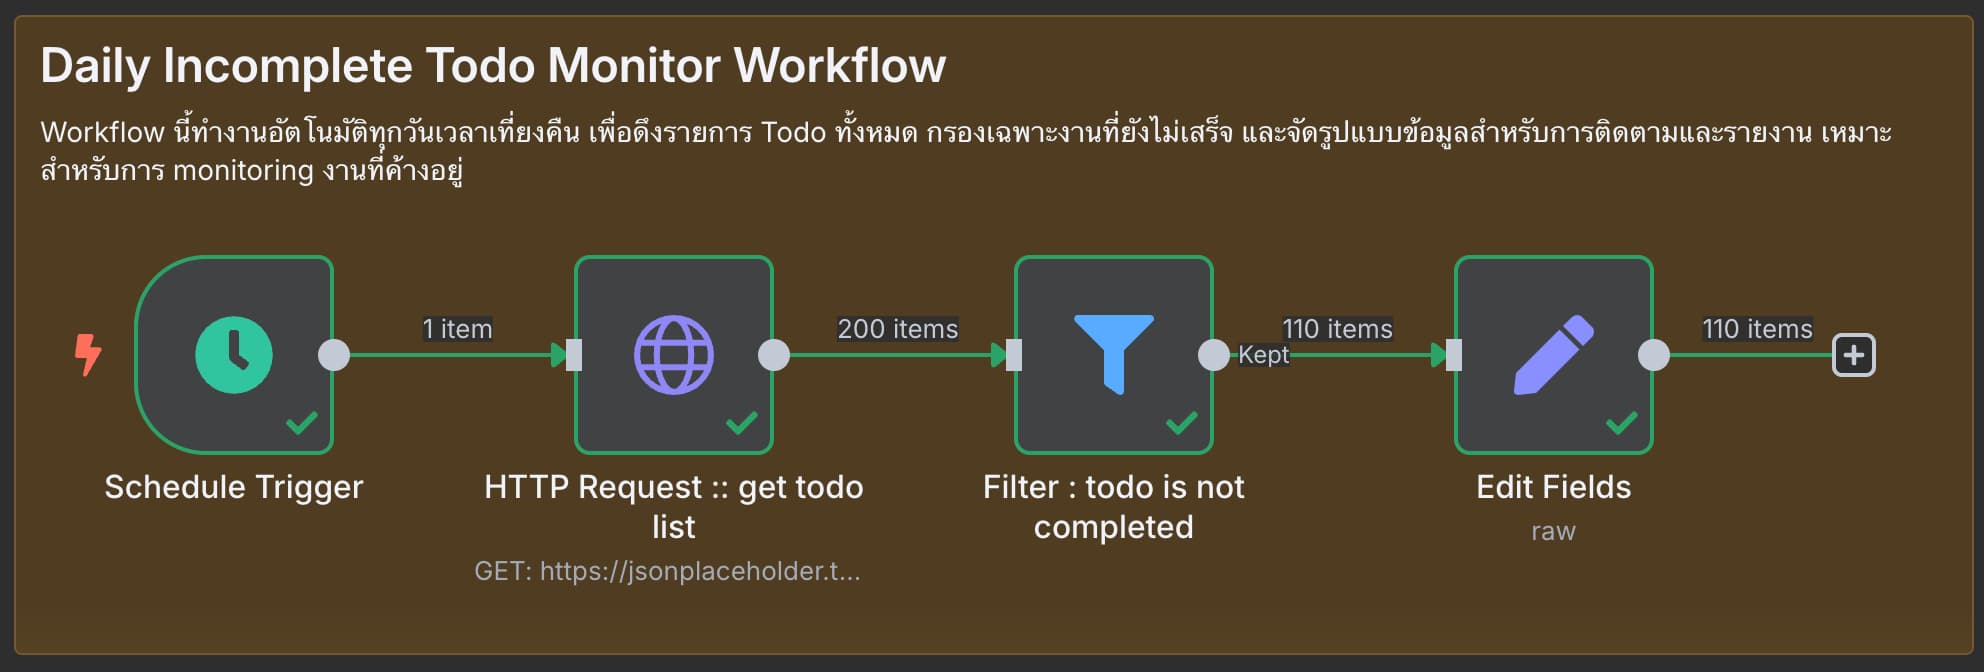 Daily Incomplete Todo Monitor Workflow
Workflow นี้ทำงานอัตโนมัติทุกวันเวลาเที่ยงคืน เพื่อดึงรายการ Todo ทั้งหมด กรองเฉพาะงานที่ยังไม่เสร็จ และจัดรูปแบบข้อมูลสำหรับการติดตามและรายงาน เหมาะ
สำหรับการ monitoring งานที่ค้างอยู่
1 item
200 items
Kept
110 items
110 items
Schedule Trigger
HTTP Request :: get todo
list
GET: https://jsonplaceholder.t...
Filter : todo is not
completed
Edit Fields
raw